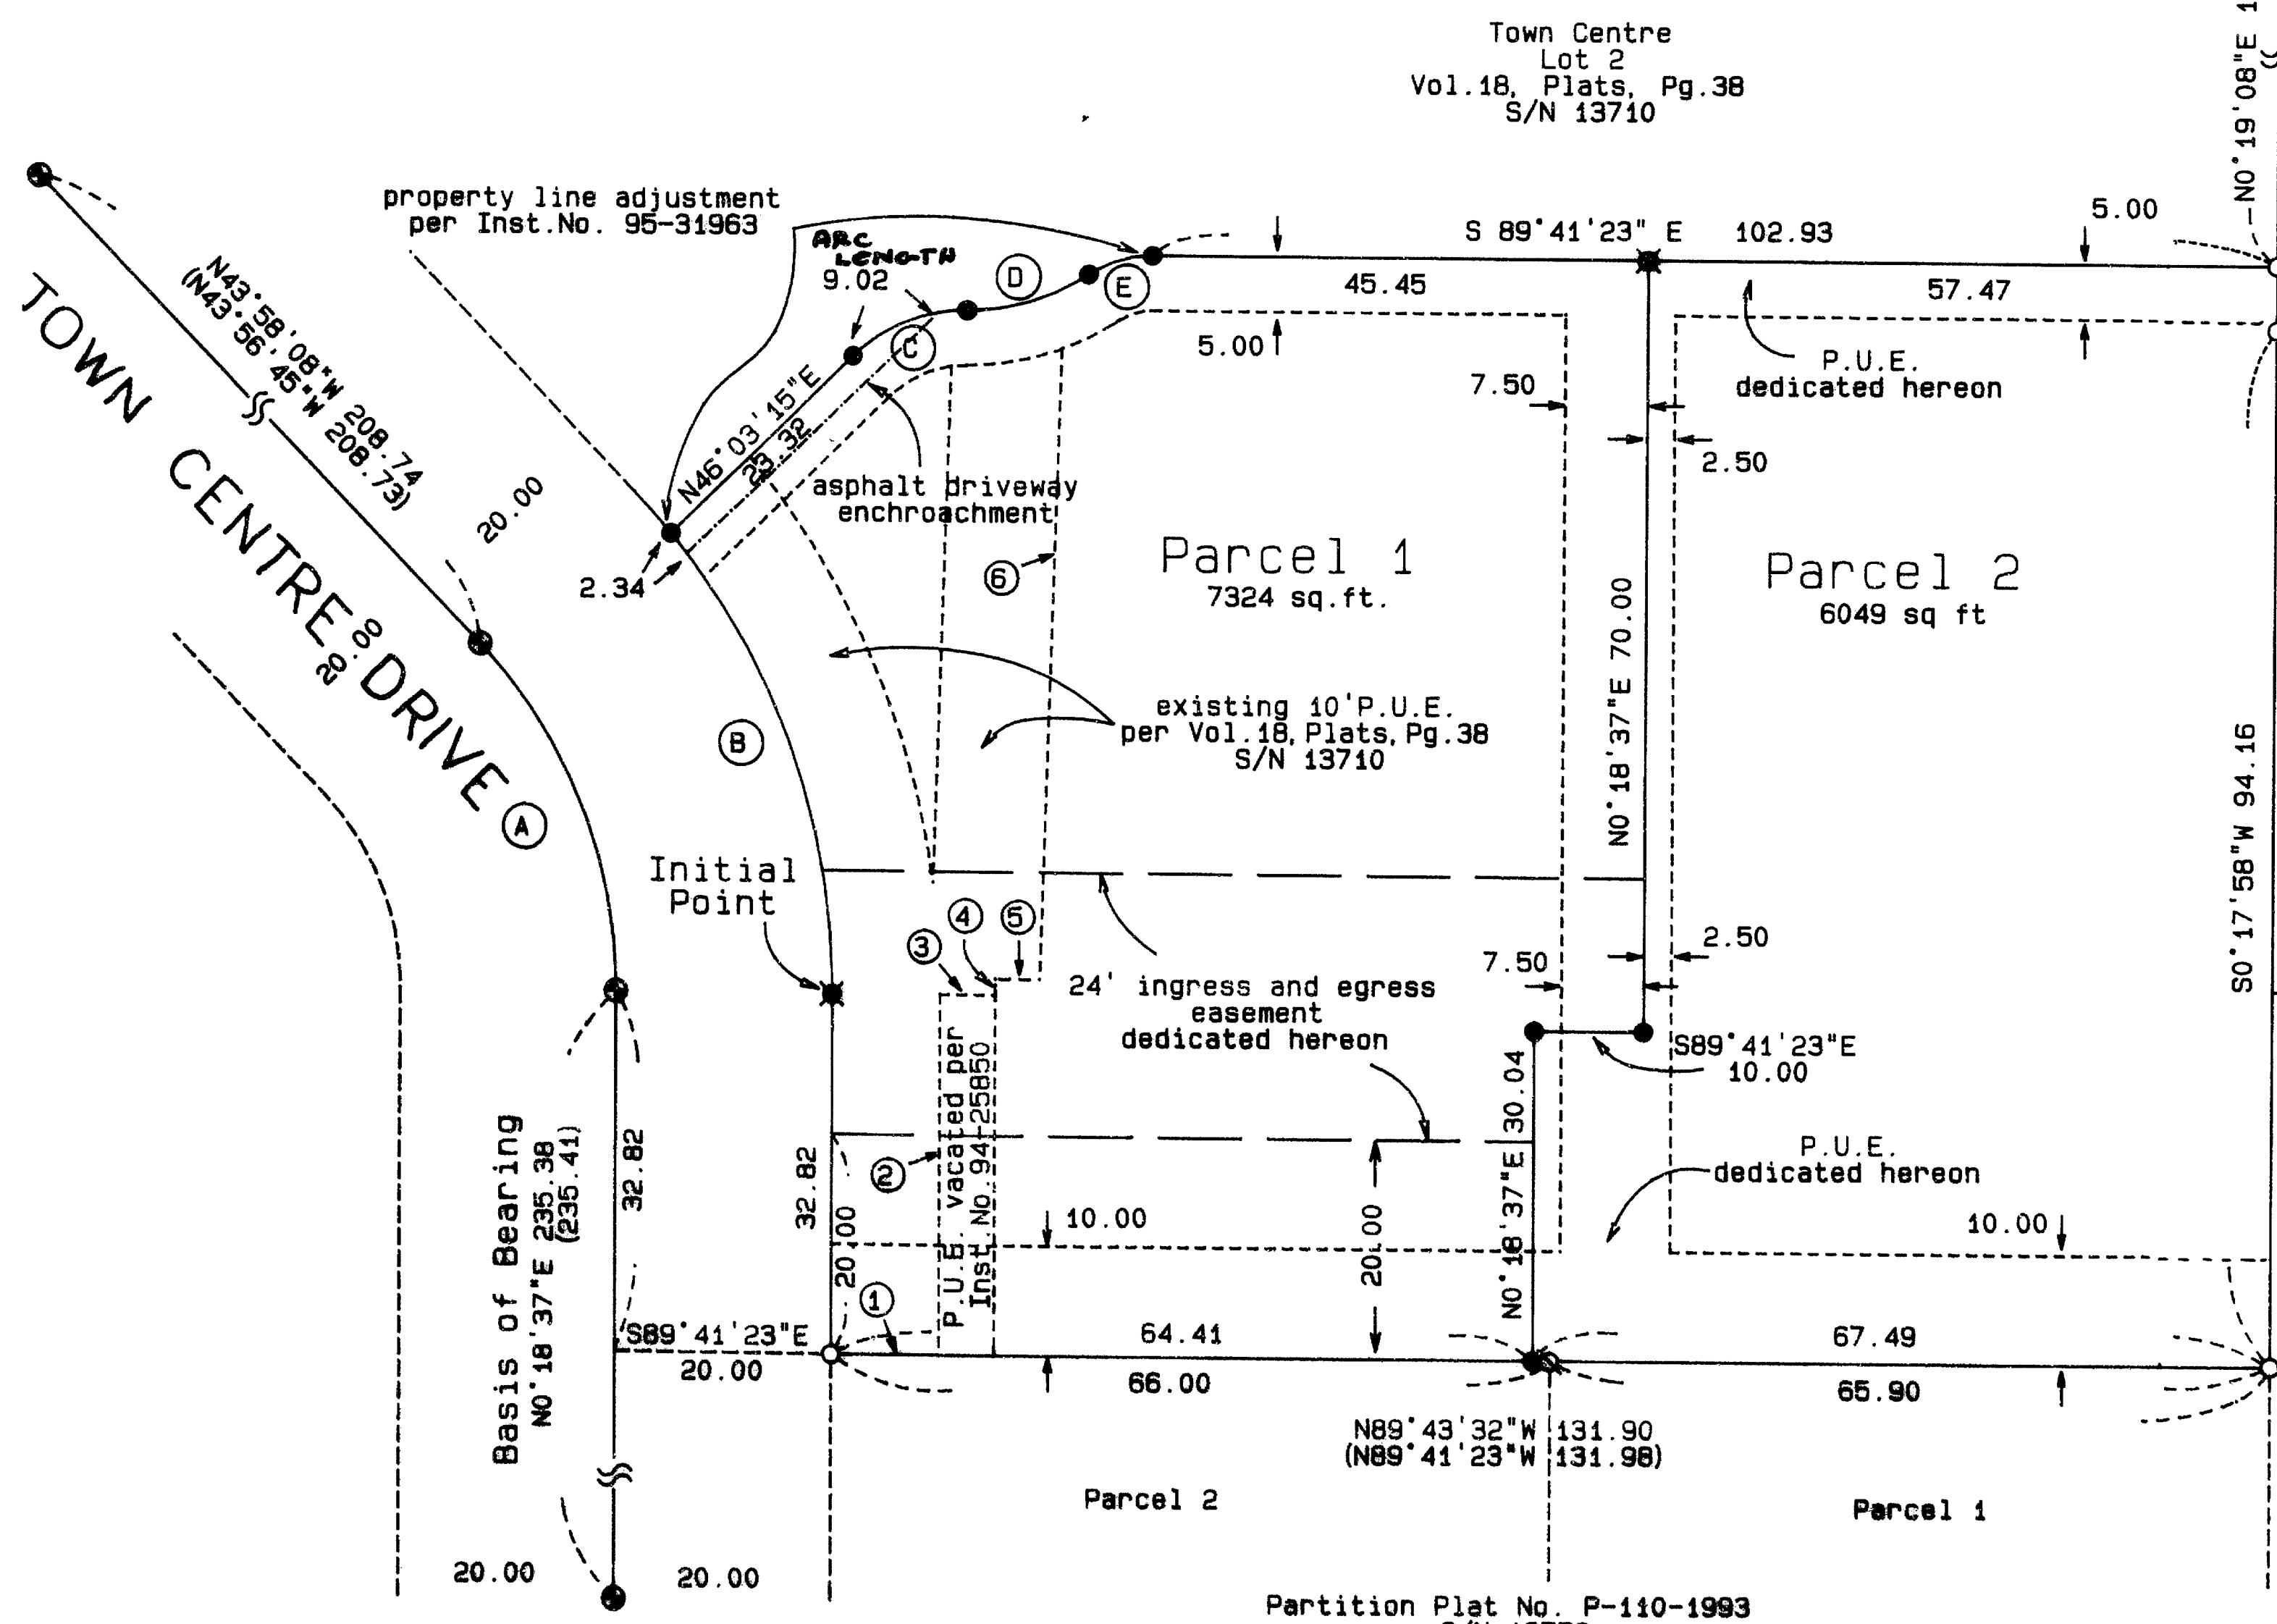 Town Centre
Lot 2
Vol.18, Plats, Pg.38
S/N 13710
N0°19'08"E 1
property line adjustment
per Inst.No. 95-31963
ARC
LENGTH
9.02
D
E
C
S 89°41'23" E 102.93
5.00
45.45
57.47
5.00
P.U.E.
dedicated hereon
7.50
2.50
N43°58'08"W 208.74
(N43°56'45"W 208.73)
TOWN CENTRE DRIVE
20.00
20.00
N46°03'15"E
23.32
asphalt driveway
enchroachment
2.34
6
Parcel 1
7324 sq.ft.
Parcel 2
6049 sq ft
N0°18'37"E 70.00
S0°17'58"W 94.16
B
existing 10'P.U.E.
per Vol.18, Plats, Pg.38
S/N 13710
A
Initial
Point
3
4
5
24' ingress and egress
easement
dedicated hereon
7.50
2.50
S89°41'23"E
10.00
P.U.E. vacated per
Inst.No.94-25850
N0°18'37"E 30.04
P.U.E.
dedicated hereon
Basis of Bearing
N0°18'37"E 235.38
(235.41)
32.82
32.82
20.00
2
10.00
20.00
10.00
1
S89°41'23"E
20.00
64.41
66.00
67.49
65.90
N89°43'32"W 131.90
(N89°41'23"W 131.98)
Parcel 2
Parcel 1
20.00
20.00
Partition Plat No. P-110-1993